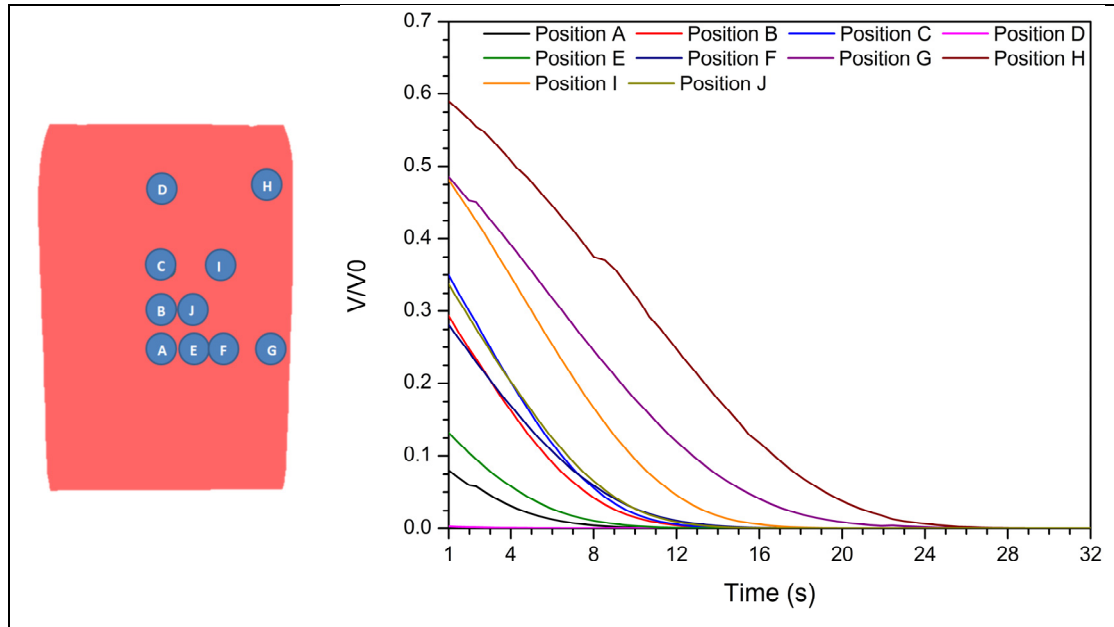 D
H
C
I
B
J
A
E
F
G
0.7
0.6
0.5
0.4
0.3
0.2
0.1
0.0
V/V0
Position A
Position B
Position C
Position D
Position E
Position F
Position G
Position H
Position I
Position J
1 4 8 12 16 20 24 28 32
Time (s)